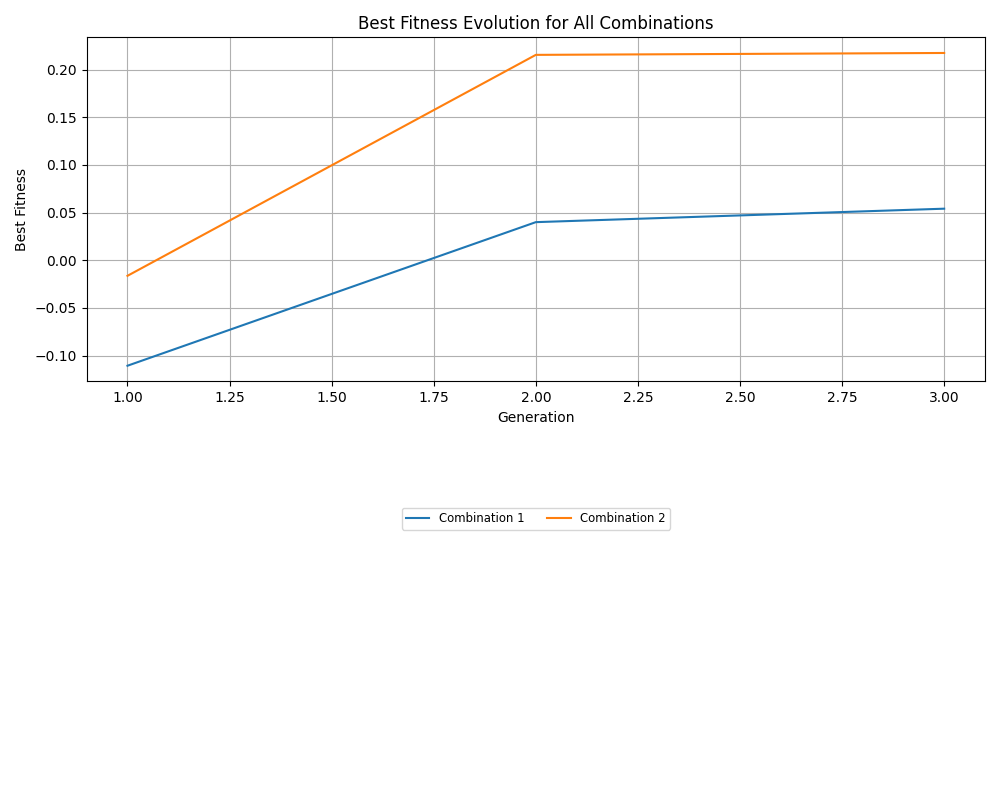 Best Fitness Evolution for All Combinations
Best Fitness
0.20
0.15
0.10
0.05
0.00
−0.05
−0.10
1.00 1.25 1.50 1.75 2.00 2.25 2.50 2.75 3.00
Generation
Combination 1 Combination 2